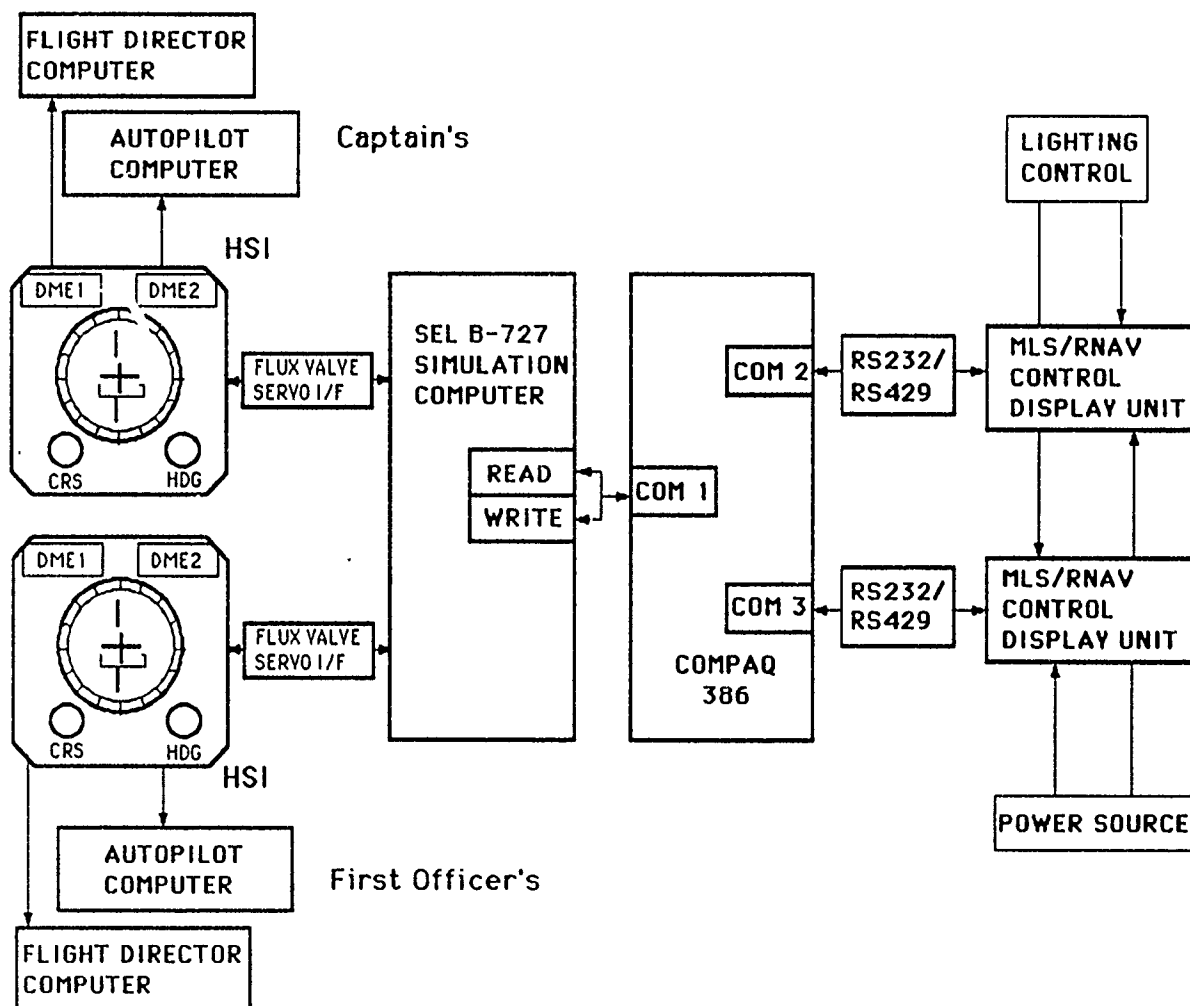 FLIGHT DIRECTOR
COMPUTER
AUTOPILOT
COMPUTER
Captain's
HSI
DME1
DME2
CRS
HDG
FLUX VALVE
SERVO I/F
SEL B-727
SIMULATION
COMPUTER
READ
WRITE
COM 1
COM 2
COM 3
COMPAQ
386
RS232/
RS429
LIGHTING
CONTROL
MLS/RNAV
CONTROL
DISPLAY UNIT
RS232/
RS429
MLS/RNAV
CONTROL
DISPLAY UNIT
POWER SOURCE
DME1
DME2
CRS
HDG
FLUX VALVE
SERVO I/F
HSI
AUTOPILOT
COMPUTER
First Officer's
FLIGHT DIRECTOR
COMPUTER